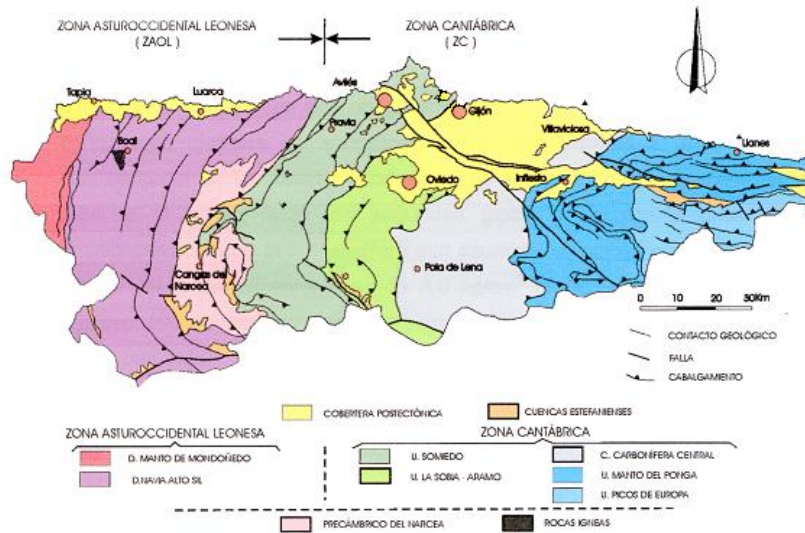 ZONA ASTUROCCIDENTAL LEONESA
( ZAOL )
ZONA CANTÁBRICA
( ZC )
Tapia
Luarca
Avilés
Gijón
Boal
Pravia
Villaviciosa
Llanes
Oviedo
Infiesto
Cangas del
Narcea
Pola de Lena
0 10 20 30Km
CONTACTO GEOLÓGICO
FALLA
CABALGAMIENTO
COBERTERA POSTECTÓNICA
CUENCAS ESTEFANIENSES
ZONA ASTUROCCIDENTAL LEONESA
ZONA CANTÁBRICA
D. MANTO DE MONDOÑEDO
U. SOMIEDO
C. CARBONÍFERA CENTRAL
D.NAVIA ALTO SIL
U. LA SOBIA - ARAMO
U. MANTO DEL PONGA
U. PICOS DE EUROPA
PRECÁMBRICO DEL NARCEA
ROCAS IGNEAS